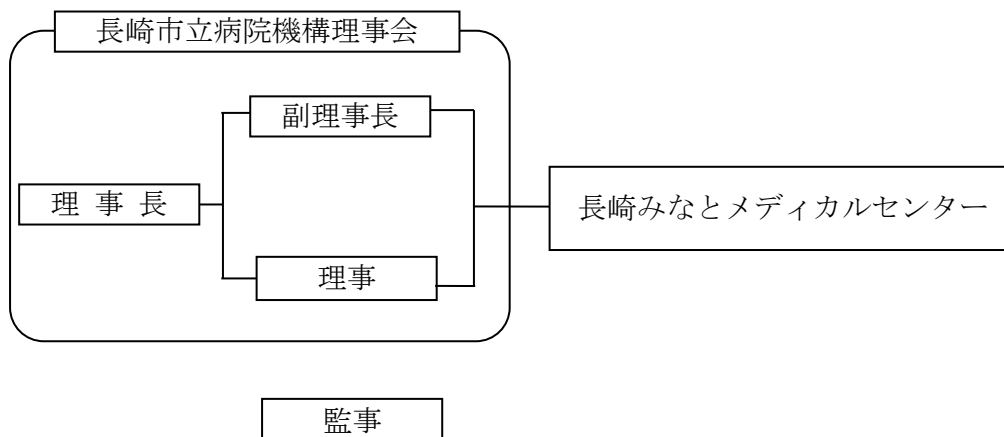 長崎市立病院機構理事会
副理事長
理 事 長
長崎みなとメディカルセンター
理事
監事